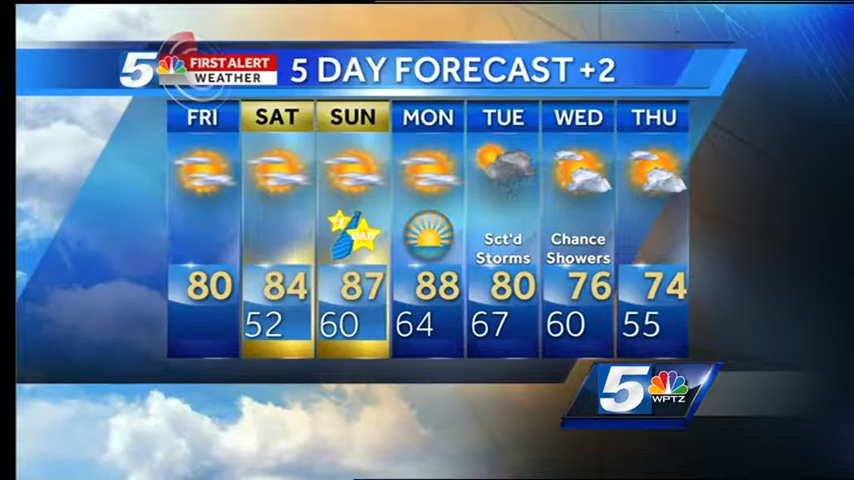 5 FIRST ALERT
WEATHER
5 DAY FORECAST +2
FRI SAT SUN MON TUE WED THU
DAD
Sct'd Chance
Storms Showers
80 84 87 88 80 76 74
52 60 64 67 60 55
5 WPTZ